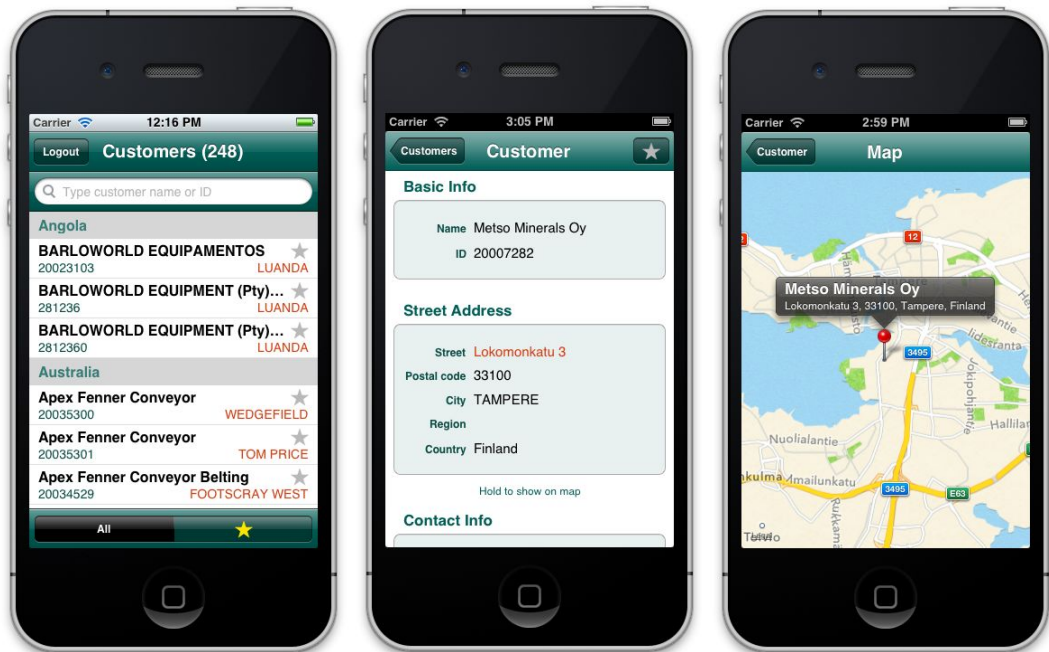 Carrier 12:16 PM
Logout Customers (248)
Type customer name or ID
Angola
BARLOWORLD EQUIPAMENTOS
20023103 LUANDA
BARLOWORLD EQUIPMENT (Pty)...
281236 LUANDA
BARLOWORLD EQUIPMENT (Pty)...
2812360 LUANDA
Australia
Apex Fenner Conveyor
20035300 WEDGEFIELD
Apex Fenner Conveyor
20035301 TOM PRICE
Apex Fenner Conveyor Belting
20034529 FOOTSCRAY WEST
All
Carrier 3:05 PM
Customers Customer
Basic Info
Name Metso Minerals Oy
ID 20007282
Street Address
Street Lokomonkatu 3
Postal code 33100
City TAMPERE
Region
Country Finland
Hold to show on map
Contact Info
Carrier 2:59 PM
Customer Map
12
Metso Minerals Oy
Lokomonkatu 3, 33100, Tampere, Finland
3495
Jokipohjantie
Nuolialantie
3495
E63